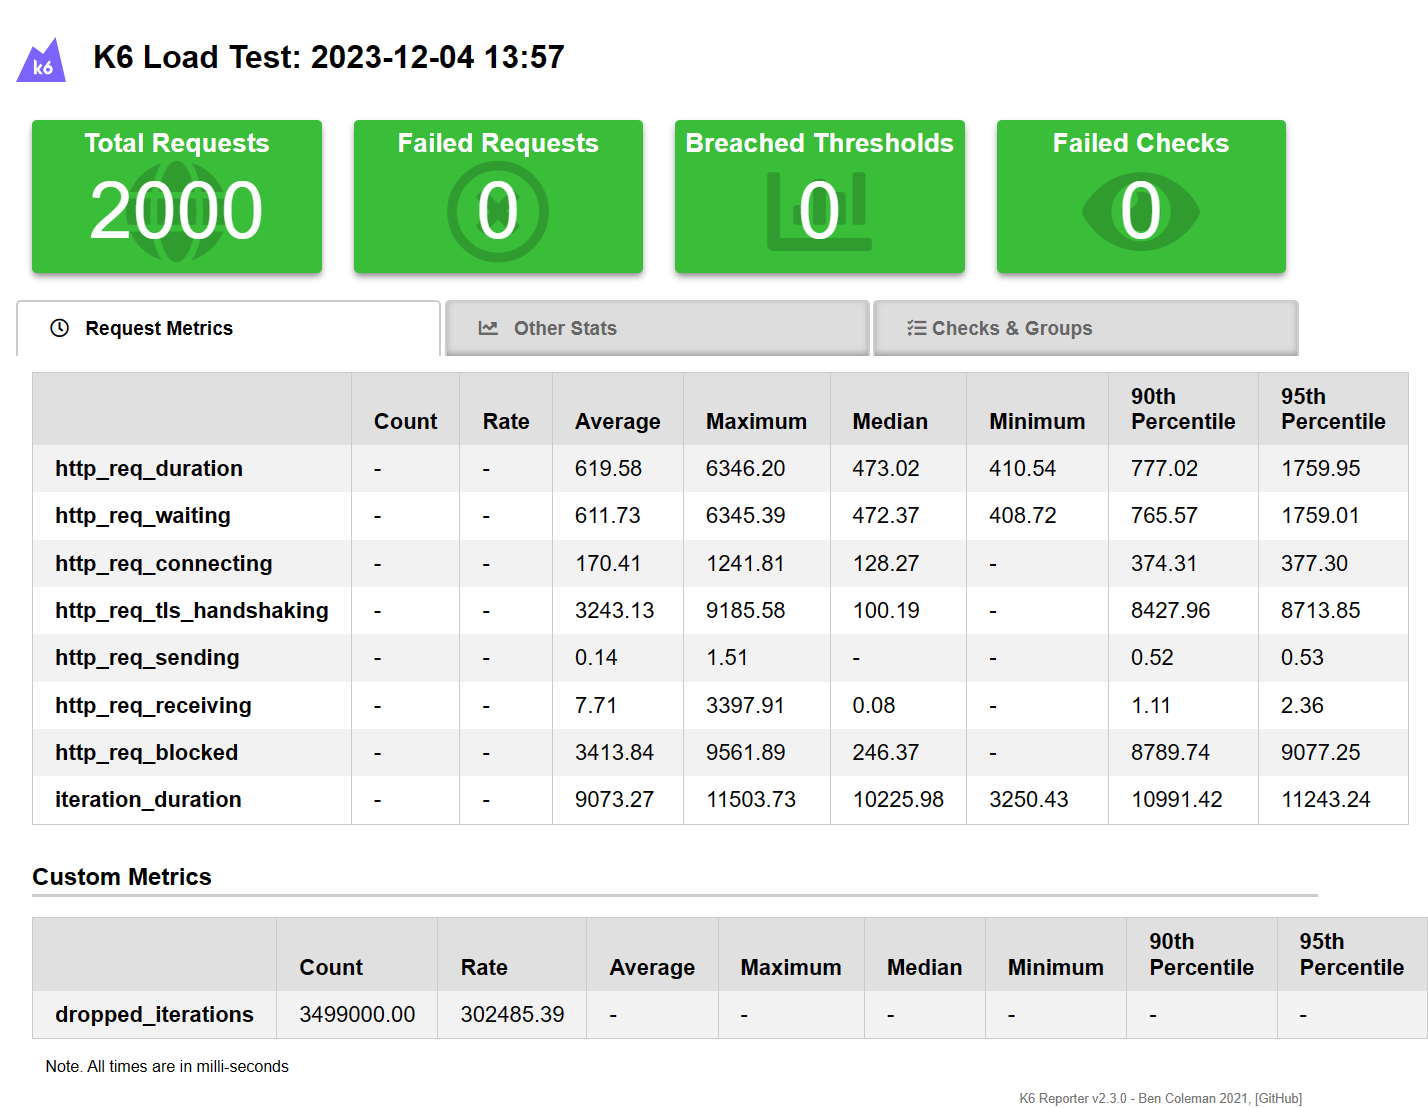 k6
K6 Load Test: 2023-12-04 13:57
Total Requests
2000
Failed Requests
0
Breached Thresholds
0
Failed Checks
0
Request Metrics
Other Stats
Checks & Groups
Count Rate Average Maximum Median Minimum 90th Percentile 95th Percentile
http_req_duration - - 619.58 6346.20 473.02 410.54 777.02 1759.95
http_req_waiting - - 611.73 6345.39 472.37 408.72 765.57 1759.01
http_req_connecting - - 170.41 1241.81 128.27 - 374.31 377.30
http_req_tls_handshaking - - 3243.13 9185.58 100.19 - 8427.96 8713.85
http_req_sending - - 0.14 1.51 - - 0.52 0.53
http_req_receiving - - 7.71 3397.91 0.08 - 1.11 2.36
http_req_blocked - - 3413.84 9561.89 246.37 - 8789.74 9077.25
iteration_duration - - 9073.27 11503.73 10225.98 3250.43 10991.42 11243.24
Custom Metrics
Count Rate Average Maximum Median Minimum 90th Percentile 95th Percentile
dropped_iterations 3499000.00 302485.39 - - - - - -
Note. All times are in milli-seconds
K6 Reporter v2.3.0 - Ben Coleman 2021, [GitHub]